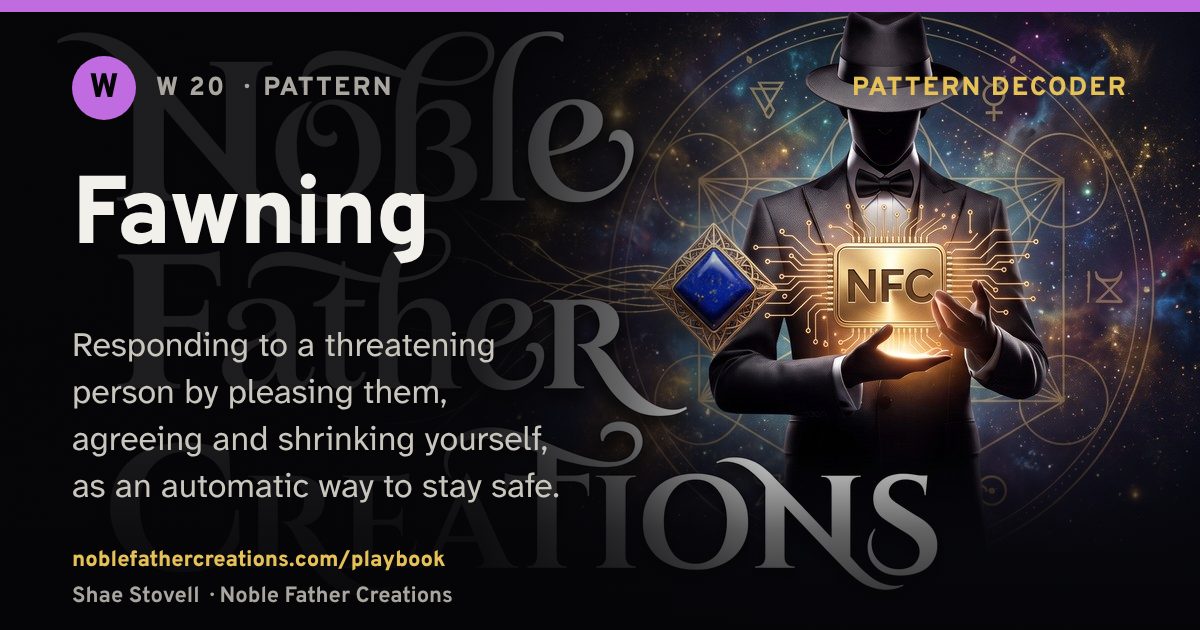 W
W 20 · PATTERN
PATTERN DECODER
Noble
Father
Creations
Fawning
NFC
Responding to a threatening
person by pleasing them,
agreeing and shrinking yourself,
as an automatic way to stay safe.
noblefathercreations.com/playbook
Shae Stovell · Noble Father Creations